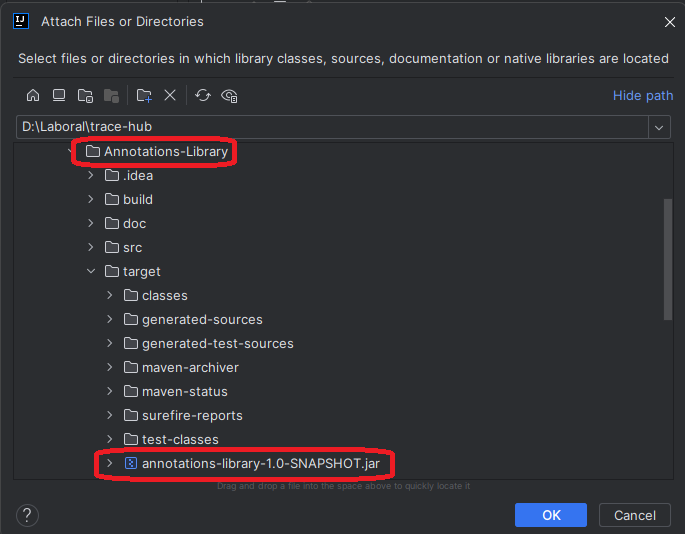 IJ
Attach Files or Directories
Select files or directories in which library classes, sources, documentation or native libraries are located
Hide path
D:\Laboral\trace-hub
Annotations-Library
.idea
build
doc
src
target
classes
generated-sources
generated-test-sources
maven-archiver
maven-status
surefire-reports
test-classes
annotations-library-1.0-SNAPSHOT.jar
Drag and drop a file into the space above to quickly locate it
?
OK
Cancel